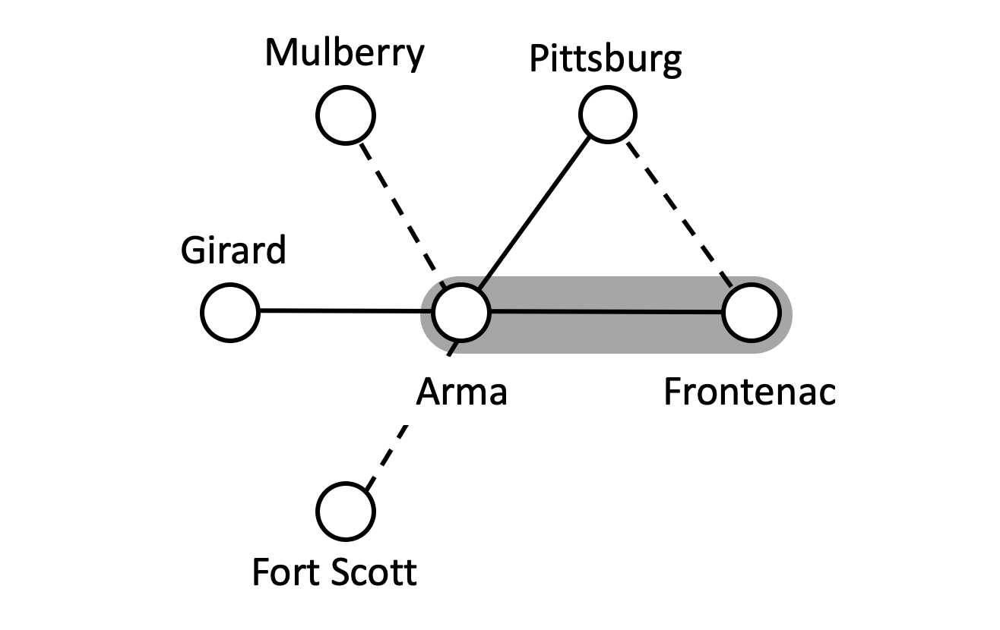 Mulberry
Pittsburg
Girard
Arma
Frontenac
Fort Scott